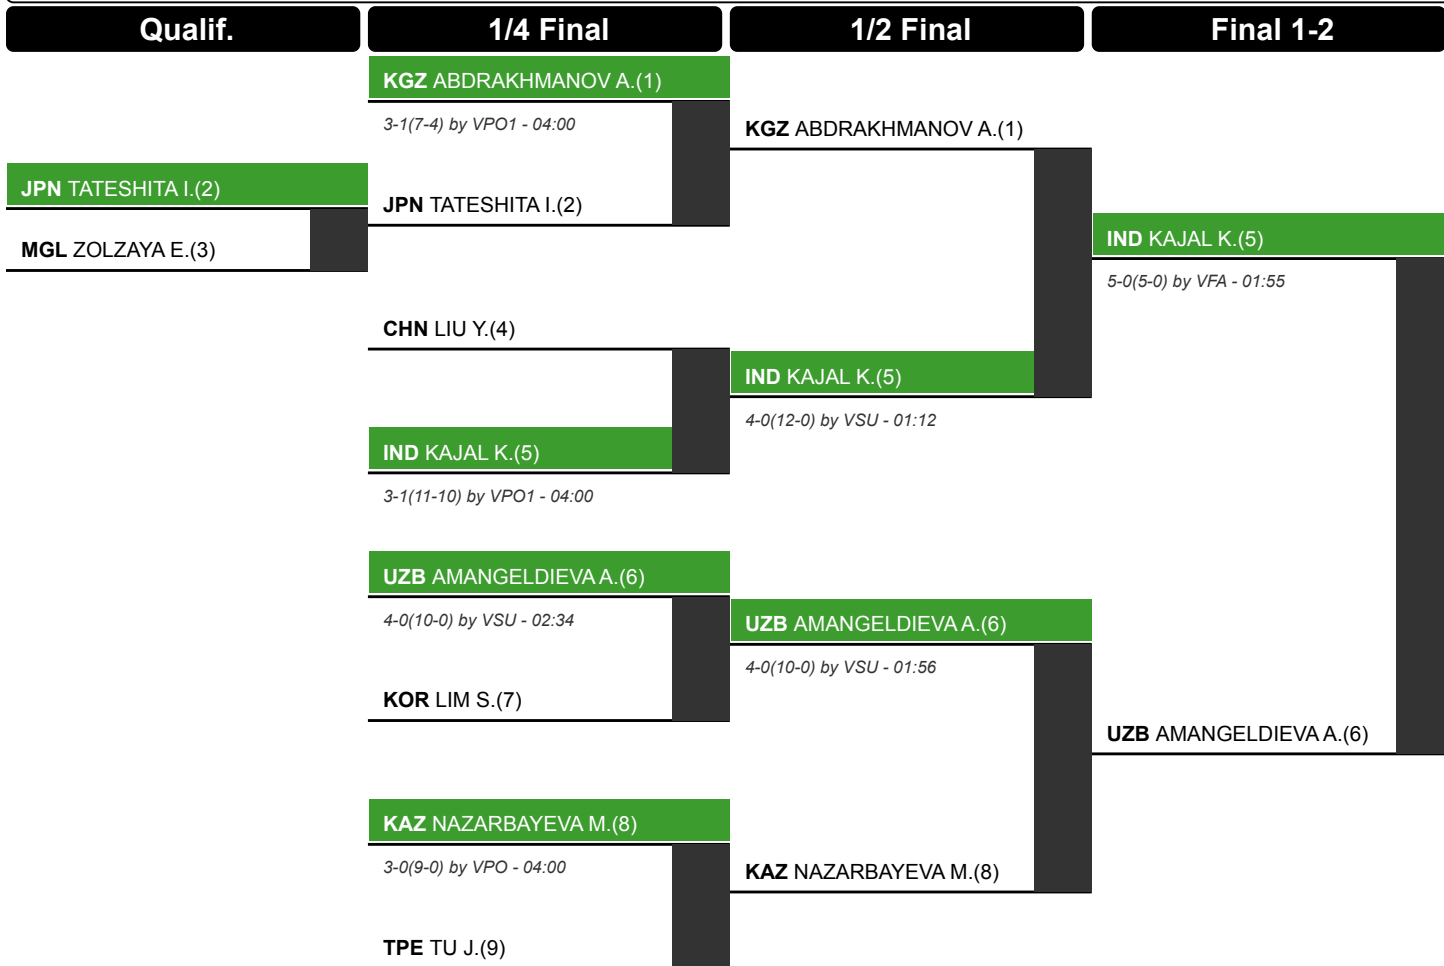 Qualif.
1/4 Final
1/2 Final
Final 1-2
KGZ ABDRAKHMANOV A.(1)
3-1(7-4) by VPO1 - 04:00
KGZ ABDRAKHMANOV A.(1)
JPN TATESHITA I.(2)
JPN TATESHITA I.(2)
MGL ZOLZAYA E.(3)
IND KAJAL K.(5)
5-0(5-0) by VFA - 01:55
CHN LIU Y.(4)
IND KAJAL K.(5)
4-0(12-0) by VSU - 01:12
IND KAJAL K.(5)
3-1(11-10) by VPO1 - 04:00
UZB AMANGELDIEVA A.(6)
4-0(10-0) by VSU - 02:34
UZB AMANGELDIEVA A.(6)
4-0(10-0) by VSU - 01:56
KOR LIM S.(7)
UZB AMANGELDIEVA A.(6)
KAZ NAZARBAYEVA M.(8)
3-0(9-0) by VPO - 04:00
KAZ NAZARBAYEVA M.(8)
TPE TU J.(9)